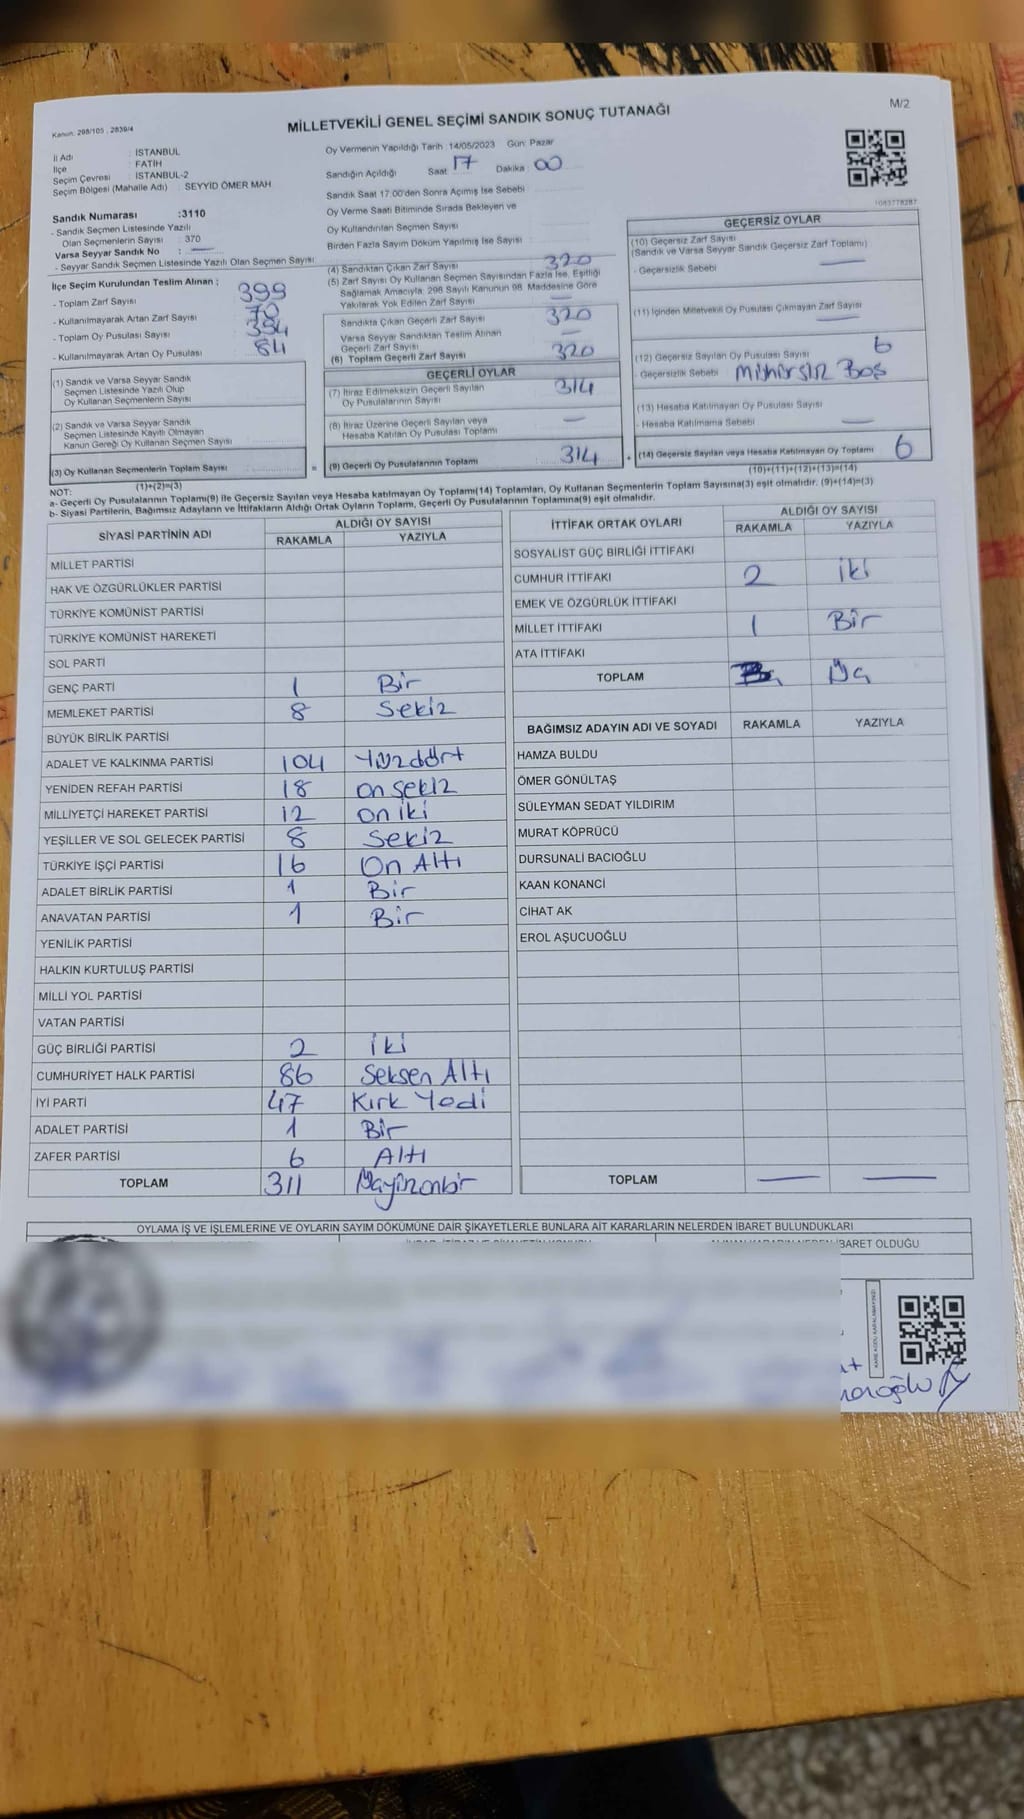 Kanun: 298/105 , 2839/4
MİLLETVEKİLİ GENEL SEÇİMİ SANDIK SONUÇ TUTANAĞI
M/2
İl Adı : İSTANBUL
İlçe : FATİH
Seçim Çevresi : İSTANBUL-2
Seçim Bölgesi (Mahalle Adı) : SEYYİD ÖMER MAH
Sandık Numarası :3110
- Sandık Seçmen Listesinde Yazılı
Olan Seçmenlerin Sayısı : 370
Varsa Seyyar Sandık No : —
- Seyyar Sandık Seçmen Listesinde Yazılı Olan Seçmen Sayısı
İlçe Seçim Kurulundan Teslim Alınan ;
- Toplam Zarf Sayısı : 399
- Kullanılmayarak Artan Zarf Sayısı : 70
- Toplam Oy Pusulası Sayısı : 394
- Kullanılmayarak Artan Oy Pusulası : 84
(1) Sandık ve Varsa Seyyar Sandık
Seçmen Listesinde Yazılı Olup
Oy Kullanan Seçmenlerin Sayısı
(2) Sandık ve Varsa Seyyar Sandık
Seçmen Listesinde Kayıtlı Olmayan
Kanun Gereği Oy Kullanan Seçmen Sayısı
(3) Oy Kullanan Seçmenlerin Toplam Sayısı
(1)+(2)=(3)
Oy Vermenin Yapıldığı Tarih :14/05/2023 Gün: Pazar
Sandığın Açıldığı Saat 17 Dakika : 00
Sandık Saat 17:00'den Sonra Açılmış İse Sebebi
Oy Verme Saati Bitiminde Sırada Bekleyen ve
Oy Kullandırılan Seçmen Sayısı
Birden Fazla Sayım Döküm Yapılmış İse Sayısı
(4) Sandıktan Çıkan Zarf Sayısı 320
(5) Zarf Sayısı Oy Kullanan Seçmen Sayısından Fazla İse, Eşitliği
Sağlamak Amacıyla; 298 Sayılı Kanunun 98. Maddesine Göre
Yakılarak Yok Edilen Zarf Sayısı —
Sandıkta Çıkan Geçerli Zarf Sayısı 320
Varsa Seyyar Sandıktan Teslim Alınan
Geçerli Zarf Sayısı —
(6) Toplam Geçerli Zarf Sayısı 320
GEÇERLİ OYLAR
(7) İtiraz Edilmeksizin Geçerli Sayılan
Oy Pusulalarının Sayısı 314
(8) İtiraz Üzerine Geçerli Sayılan veya
Hesaba Katılan Oy Pusulası Toplamı —
= (9) Geçerli Oy Pusulalarının Toplamı 314 +
1043778287
GEÇERSİZ OYLAR
(10) Geçersiz Zarf Sayısı
(Sandık ve Varsa Seyyar Sandık Geçersiz Zarf Toplamı)
- Geçersizlik Sebebi —
(11) İçinden Milletvekili Oy Pusulası Çıkmayan Zarf Sayısı
—
(12) Geçersiz Sayılan Oy Pusulası Sayısı 6
Geçersizlik Sebebi Mühürsüz Boş
(13) Hesaba Katılmayan Oy Pusulası Sayısı
- Hesaba Katılmama Sebebi —
(14) Geçersiz Sayılan veya Hesaba Katılmayan Oy Toplamı 6
(10)+(11)+(12)+(13)=(14)
NOT:
a- Geçerli Oy Pusulalarının Toplamı(9) ile Geçersiz Sayılan veya Hesaba katılmayan Oy Toplamı(14) Toplamları, Oy Kullanan Seçmenlerin Toplam Sayısına(3) eşit olmalıdır. (9)+(14)=(3)
b- Siyasi Partilerin, Bağımsız Adayların ve İttifakların Aldığı Ortak Oyların Toplamı, Geçerli Oy Pusulalarının Toplamına(9) eşit olmalıdır.
SİYASİ PARTİNİN ADI ALDIĞI OY SAYISI
RAKAMLA YAZIYLA
MİLLET PARTİSİ
HAK VE ÖZGÜRLÜKLER PARTİSİ
TÜRKİYE KOMÜNİST PARTİSİ
TÜRKİYE KOMÜNİST HAREKETİ
SOL PARTİ
GENÇ PARTİ 1 Bir
MEMLEKET PARTİSİ 8 Sekiz
BÜYÜK BİRLİK PARTİSİ
ADALET VE KALKINMA PARTİSİ 104 Yüzdört
YENİDEN REFAH PARTİSİ 18 on sekiz
MİLLİYETÇİ HAREKET PARTİSİ 12 on iki
YEŞİLLER VE SOL GELECEK PARTİSİ 8 Sekiz
TÜRKİYE İŞÇİ PARTİSİ 16 On Altı
ADALET BİRLİK PARTİSİ 1 Bir
ANAVATAN PARTİSİ 1 Bir
YENİLİK PARTİSİ
HALKIN KURTULUŞ PARTİSİ
MİLLİ YOL PARTİSİ
VATAN PARTİSİ
GÜÇ BİRLİĞİ PARTİSİ 2 iki
CUMHURİYET HALK PARTİSİ 86 Seksen Altı
İYİ PARTİ 47 Kırk Yedi
ADALET PARTİSİ 1 Bir
ZAFER PARTİSİ 6 Altı
TOPLAM 311
İTTİFAK ORTAK OYLARI ALDIĞI OY SAYISI
RAKAMLA YAZIYLA
SOSYALİST GÜÇ BİRLİĞİ İTTİFAKI
CUMHUR İTTİFAKI 2 iki
EMEK VE ÖZGÜRLÜK İTTİFAKI
MİLLET İTTİFAKI 1 Bir
ATA İTTİFAKI
TOPLAM Üç
BAĞIMSIZ ADAYIN ADI VE SOYADI RAKAMLA YAZIYLA
HAMZA BULDU
ÖMER GÖNÜLTAŞ
SÜLEYMAN SEDAT YILDIRIM
MURAT KÖPRÜCÜ
DURSUNALİ BACIOĞLU
KAAN KONANCİ
CİHAT AK
EROL AŞUCUOĞLU
TOPLAM — —
OYLAMA İŞ VE İŞLEMLERİNE VE OYLARIN SAYIM DÖKÜMÜNE DAİR ŞİKAYETLERLE BUNLARA AİT KARARLARIN NELERDEN İBARET BULUNDUKLARI
İBARET OLDUĞU